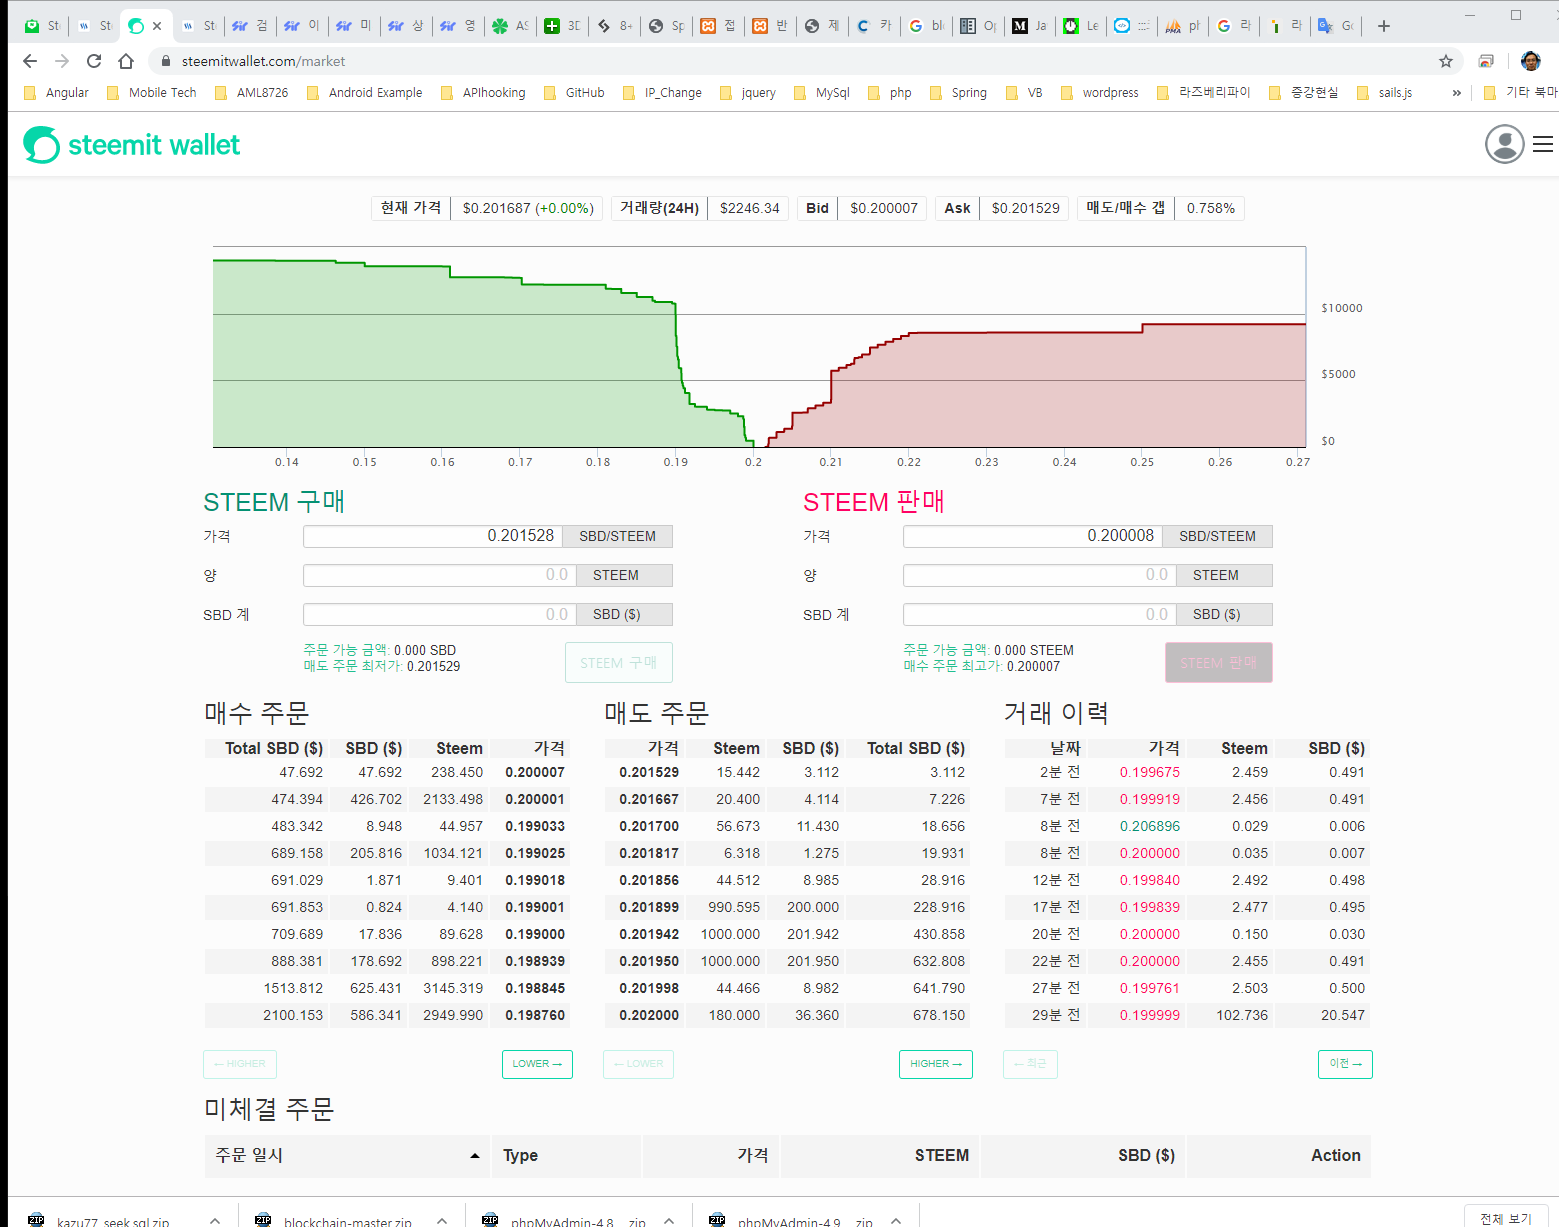 steemitwallet.com/market
Angular Mobile Tech AML8726 Android Example APIhooking GitHub IP_Change jquery MySql php Spring VB wordpress 라즈베리파이 증강현실 sails.js » 기타 북마
steemit wallet
현재 가격 $0.201687 (+0.00%) 거래량(24H) $2246.34 Bid $0.200007 Ask $0.201529 매도/매수 갭 0.758%
$10000
$5000
$0
0.14 0.15 0.16 0.17 0.18 0.19 0.2 0.21 0.22 0.23 0.24 0.25 0.26 0.27
STEEM 구매 STEEM 판매
가격 0.201528 SBD/STEEM 가격 0.200008 SBD/STEEM
양 0.0 STEEM 양 0.0 STEEM
SBD 계 0.0 SBD ($) SBD 계 0.0 SBD ($)
주문 가능 금액: 0.000 SBD 주문 가능 금액: 0.000 STEEM
매도 주문 최저가: 0.201529 STEEM 구매 매수 주문 최고가: 0.200007 STEEM 판매
매수 주문 매도 주문 거래 이력
Total SBD ($) SBD ($) Steem 가격 가격 Steem SBD ($) Total SBD ($) 날짜 가격 Steem SBD ($)
47.692 47.692 238.450 0.200007 0.201529 15.442 3.112 3.112 2분 전 0.199675 2.459 0.491
474.394 426.702 2133.498 0.200001 0.201667 20.400 4.114 7.226 7분 전 0.199919 2.456 0.491
483.342 8.948 44.957 0.199033 0.201700 56.673 11.430 18.656 8분 전 0.206896 0.029 0.006
689.158 205.816 1034.121 0.199025 0.201817 6.318 1.275 19.931 8분 전 0.200000 0.035 0.007
691.029 1.871 9.401 0.199018 0.201856 44.512 8.985 28.916 12분 전 0.199840 2.492 0.498
691.853 0.824 4.140 0.199001 0.201899 990.595 200.000 228.916 17분 전 0.199839 2.477 0.495
709.689 17.836 89.628 0.199000 0.201942 1000.000 201.942 430.858 20분 전 0.200000 0.150 0.030
888.381 178.692 898.221 0.198939 0.201950 1000.000 201.950 632.808 22분 전 0.200000 2.455 0.491
1513.812 625.431 3145.319 0.198845 0.201998 44.466 8.982 641.790 27분 전 0.199761 2.503 0.500
2100.153 586.341 2949.990 0.198760 0.202000 180.000 36.360 678.150 29분 전 0.199999 102.736 20.547
← HIGHER LOWER → ← LOWER HIGHER → ← 최근 이전 →
미체결 주문
주문 일시 Type 가격 STEEM SBD ($) Action
kazu77_seek.sql.zip blockchain-master.zip phpMyAdmin-4.8....zip phpMyAdmin-4.9....zip 전체 보기